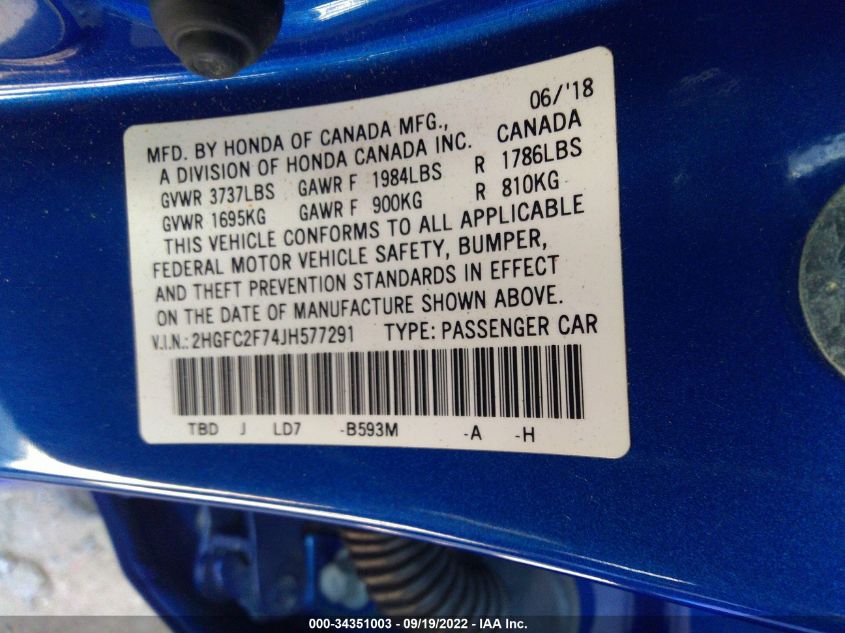 06/'18
MFD. BY HONDA OF CANADA MFG.,
A DIVISION OF HONDA CANADA INC. CANADA
GVWR 3737LBS GAWR F 1984LBS R 1786LBS
GVWR 1695KG GAWR F 900KG R 810KG
THIS VEHICLE CONFORMS TO ALL APPLICABLE
FEDERAL MOTOR VEHICLE SAFETY, BUMPER,
AND THEFT PREVENTION STANDARDS IN EFFECT
ON THE DATE OF MANUFACTURE SHOWN ABOVE.
V.I.N.: 2HGFC2F74JH577291 TYPE: PASSENGER CAR
TBD J LD7 -B593M -A -H
000-34351003 - 09/19/2022 - IAA Inc.